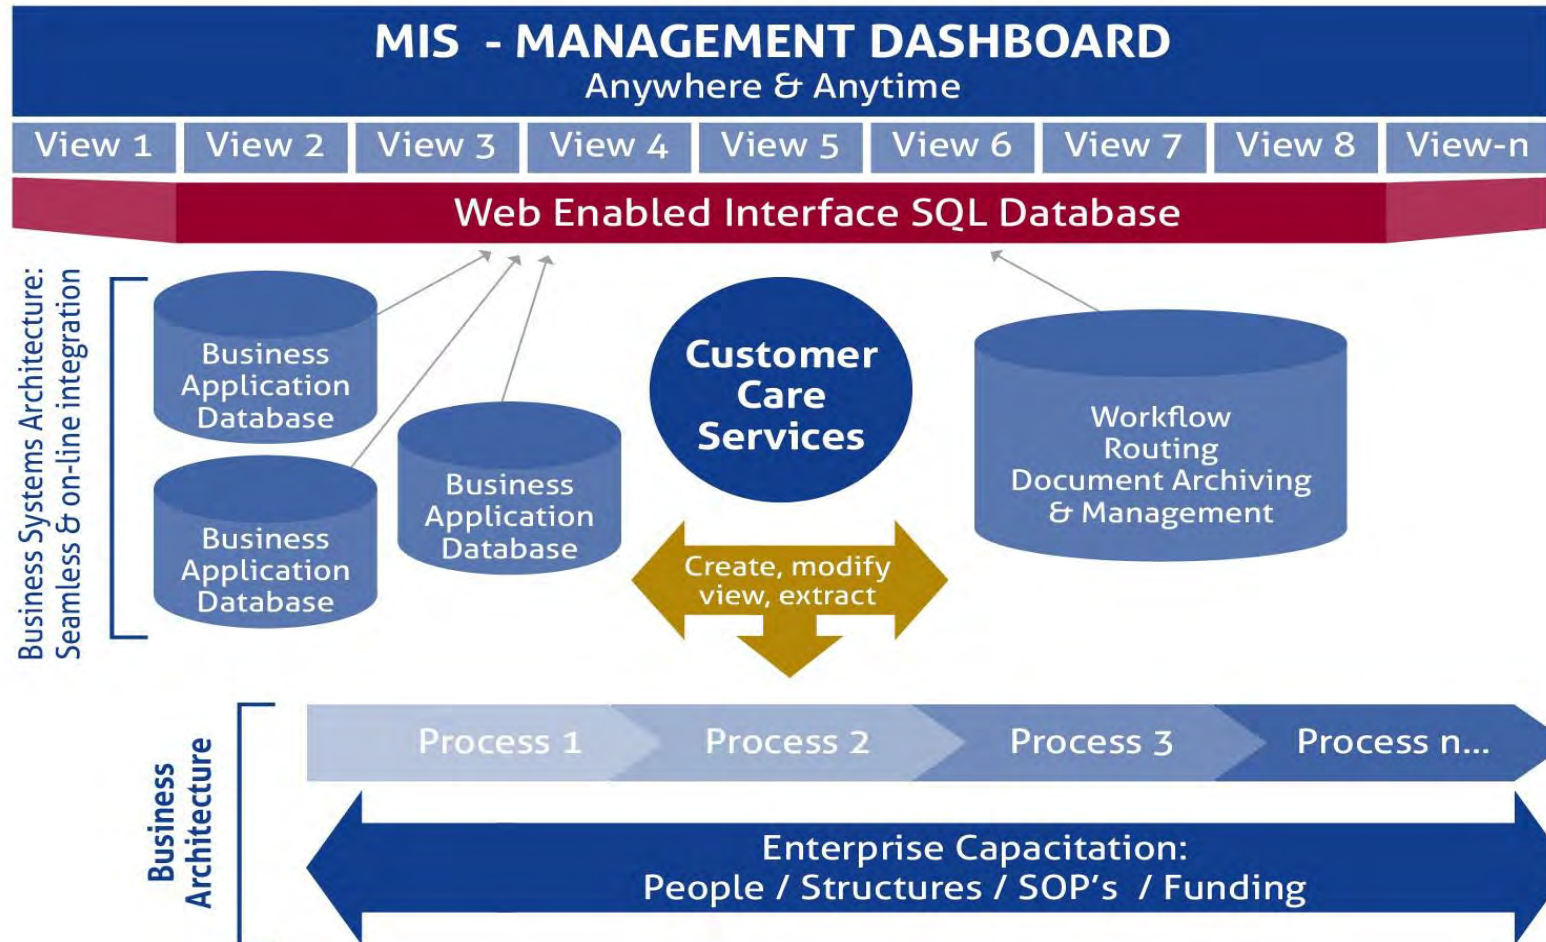 MIS - MANAGEMENT DASHBOARD
Anywhere & Anytime
View 1
View 2
View 3
View 4
View 5
View 6
View 7
View 8
View-n
Web Enabled Interface SQL Database
Business Systems Architecture:
Seamless & on-line integration
Business
Application
Database
Business
Application
Database
Business
Application
Database
Customer
Care
Services
Workflow
Routing
Document Archiving
& Management
Create, modify
view, extract
Business
Architecture
Process 1
Process 2
Process 3
Process n...
Enterprise Capacitation:
People / Structures / SOP's / Funding